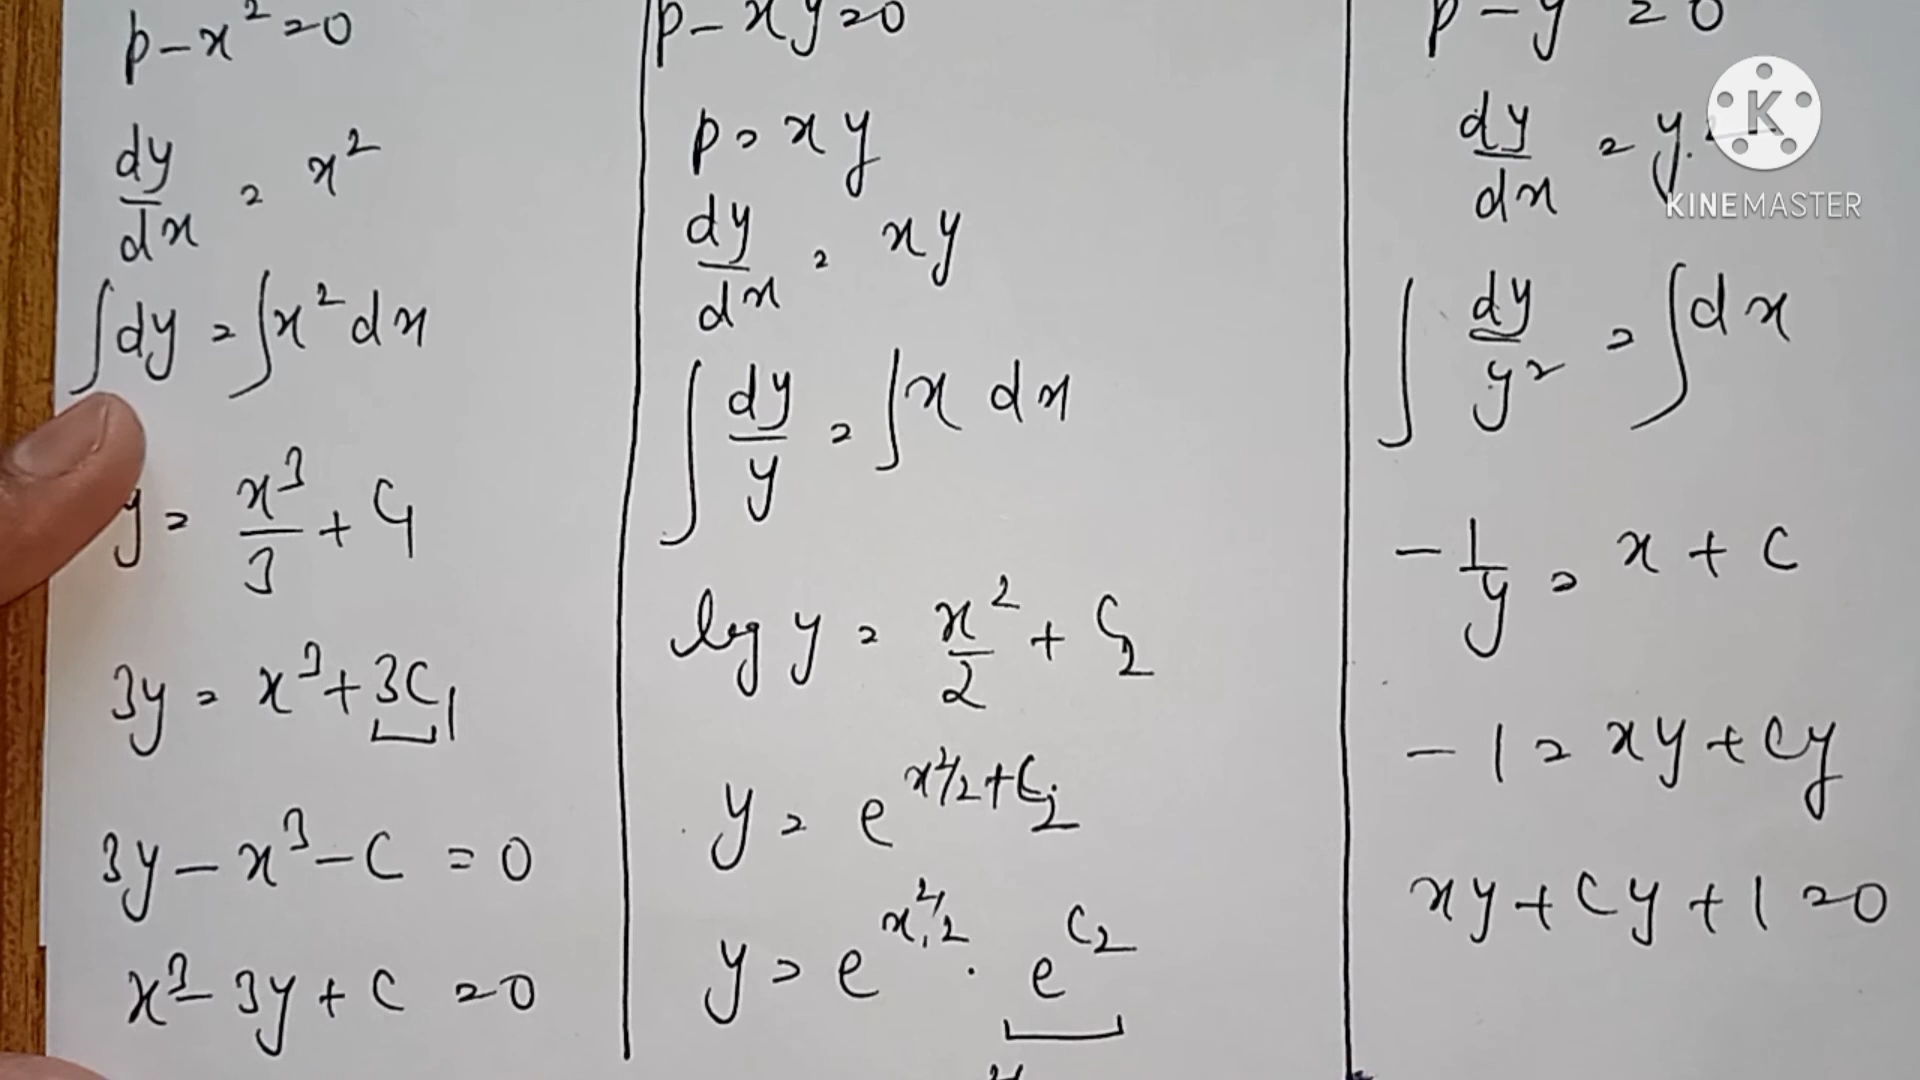 p - x² = 0
dy/dx = x²
∫dy = ∫x² dx
y = x³/3 + C₁
3y = x³ + 3C₁
3y - x³ - C = 0
x³ - 3y + C = 0
p - xy = 0
p = xy
dy/dx = xy
∫ dy/y = ∫x dx
log y = x²/2 + C₂
y = e^(x²/2 + C₂)
y = e^(x²/2) . e^(C₂)
p - y = 0
dy/dx = y.²
∫ dy/y² = ∫dx
-1/y = x + C
-1 = xy + Cy
xy + Cy + 1 = 0
K
KINEMASTER